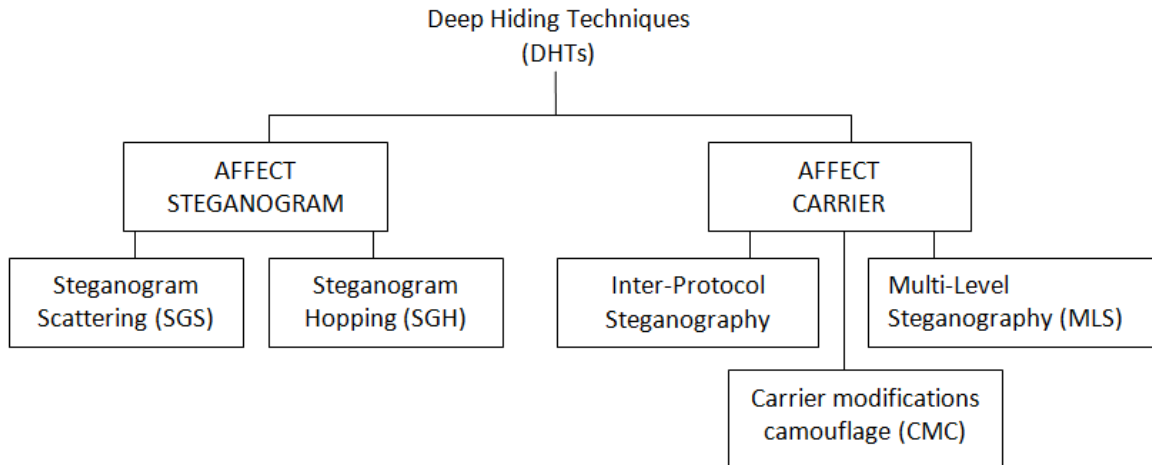 Deep Hiding Techniques
(DHTs)
AFFECT
STEGANOGRAM
AFFECT
CARRIER
Steganogram
Scattering (SGS)
Steganogram
Hopping (SGH)
Inter-Protocol
Steganography
Multi-Level
Steganography (MLS)
Carrier modifications
camouflage (CMC)